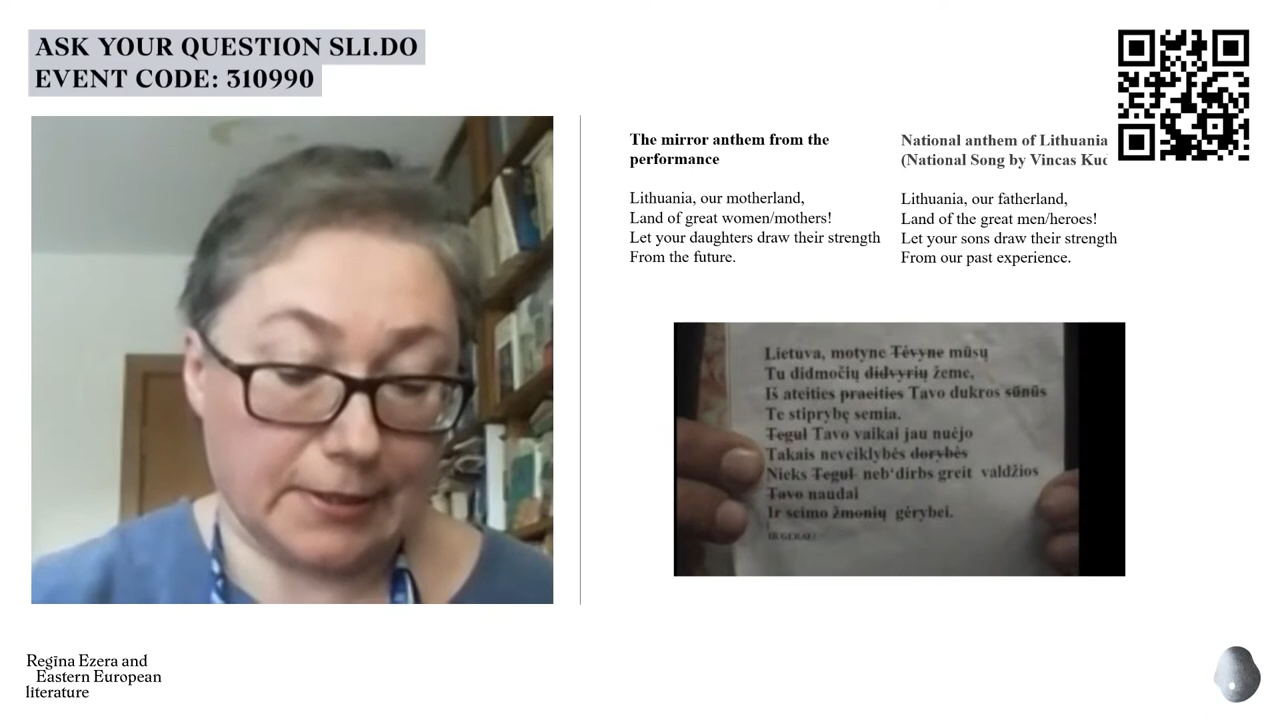 ASK YOUR QUESTION SLI.DO
EVENT CODE: 310990
The mirror anthem from the
performance
Lithuania, our motherland,
Land of great women/mothers!
Let your daughters draw their strength
From the future.
National anthem of Lithuania
(National Song by Vincas
Lithuania, our fatherland,
Land of the great men/heroes!
Let your sons draw their strength
From our past experience.
Lietuva, motyne Tėvyne mūsų
Tu didmočių didvyrių žeme,
Iš ateities praeities Tavo dukros sūnūs
Te stiprybę semia.
Tegul Tavo vaikai jau nuėjo
Takais neveiklybės dorybės
Nieks Tegul neb‘dirbs greit valdžios
Tavo naudai
Ir seimo žmonių gėrybei.
Regīna Ezera and
Eastern European
literature